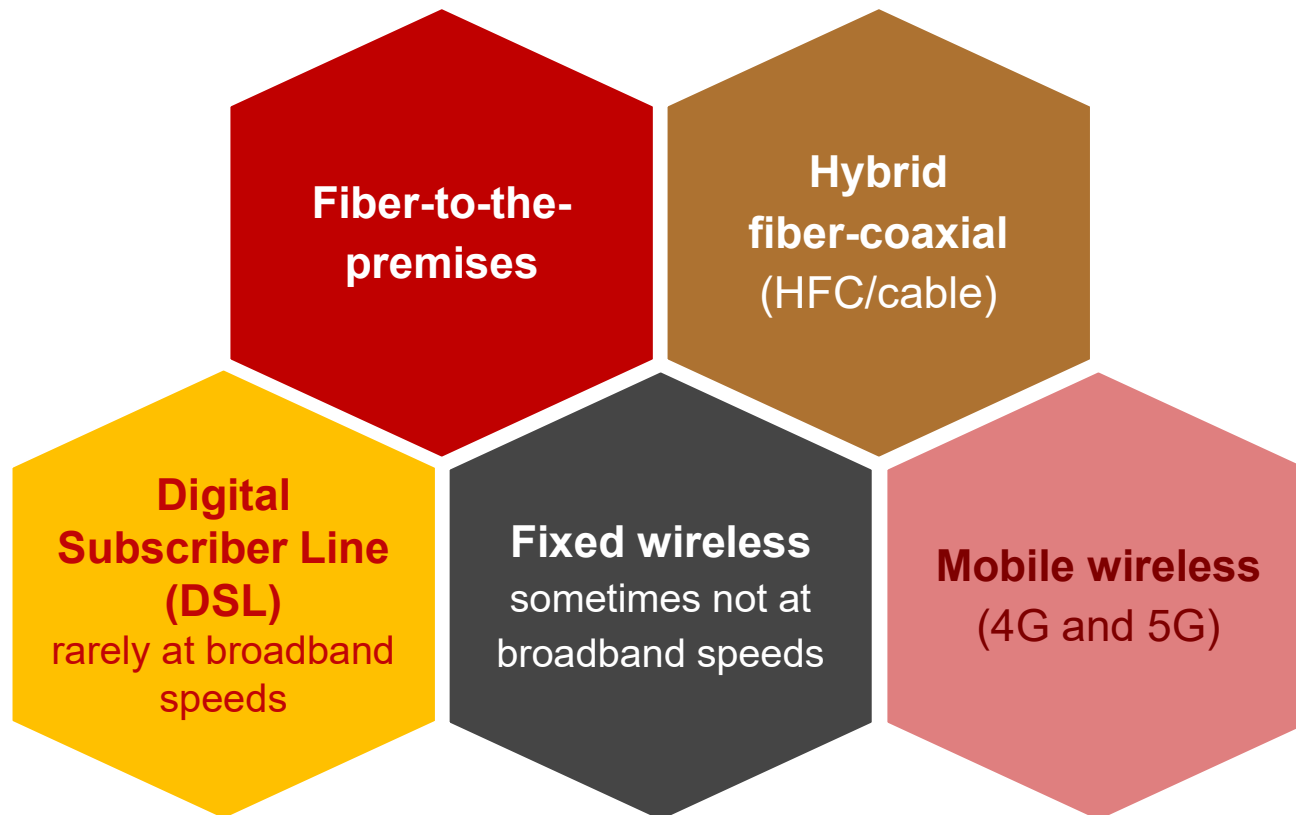 Fiber-to-the-
premises
Hybrid
fiber-coaxial
(HFC/cable)
Digital
Subscriber Line
(DSL)
rarely at broadband
speeds
Fixed wireless
sometimes not at
broadband speeds
Mobile wireless
(4G and 5G)